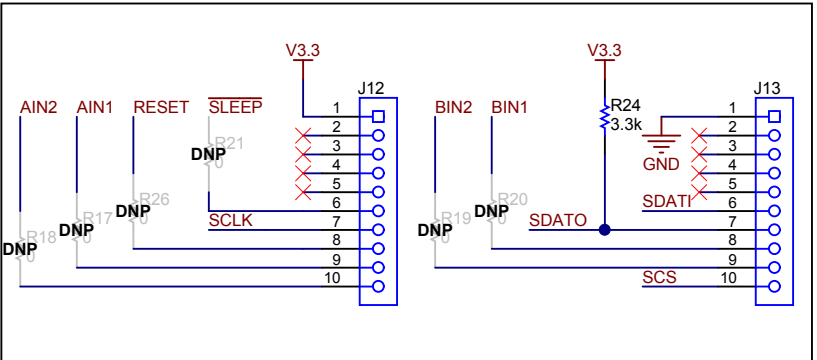 V3.3
J12
AIN2
AIN1
RESET
SLEEP
R21
DNP
0
R26
DNP
0
R17
DNP
0
R18
DNP
0
SCLK
1
2
3
4
5
6
7
8
9
10
V3.3
J13
BIN2
BIN1
R24
3.3k
GND
R20
DNP
0
R19
DNP
0
SDATI
SDATO
SCS
1
2
3
4
5
6
7
8
9
10